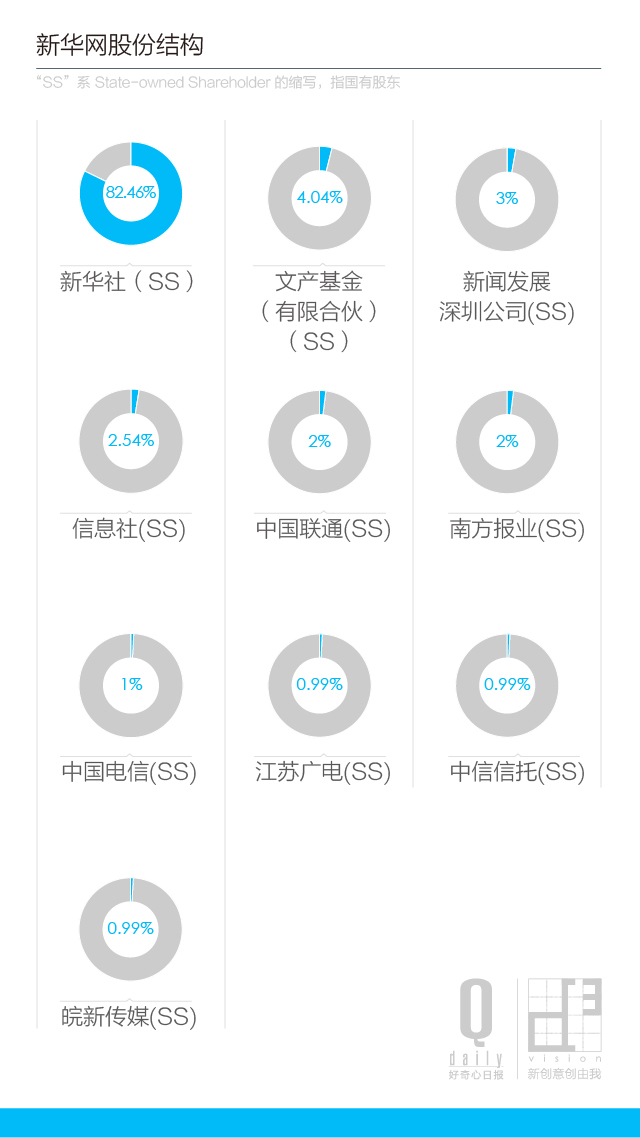 新华网股份结构
“SS”系 State-owned Shareholder 的缩写，指国有股东
82.46%
新华社（SS）
4.04%
文产基金
（有限合伙）
（SS）
3%
新闻发展
深圳公司(SS)
2.54%
信息社(SS)
2%
中国联通(SS)
2%
南方报业(SS)
1%
中国电信(SS)
0.99%
江苏广电(SS)
0.99%
中信信托(SS)
0.99%
皖新传媒(SS)
Q
daily
好奇心日报
vision
新创意创由我